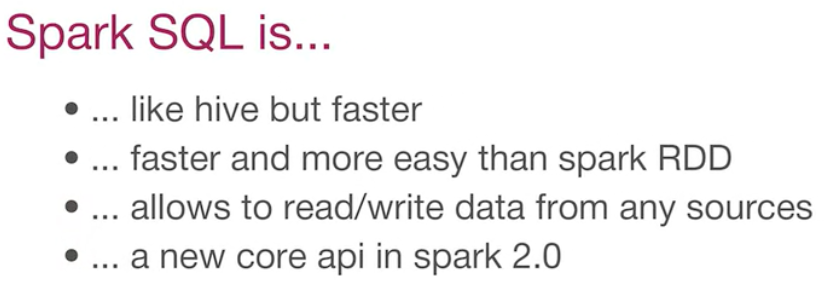 Spark SQL is...
• ... like hive but faster
• ... faster and more easy than spark RDD
• ... allows to read/write data from any sources
• ... a new core api in spark 2.0